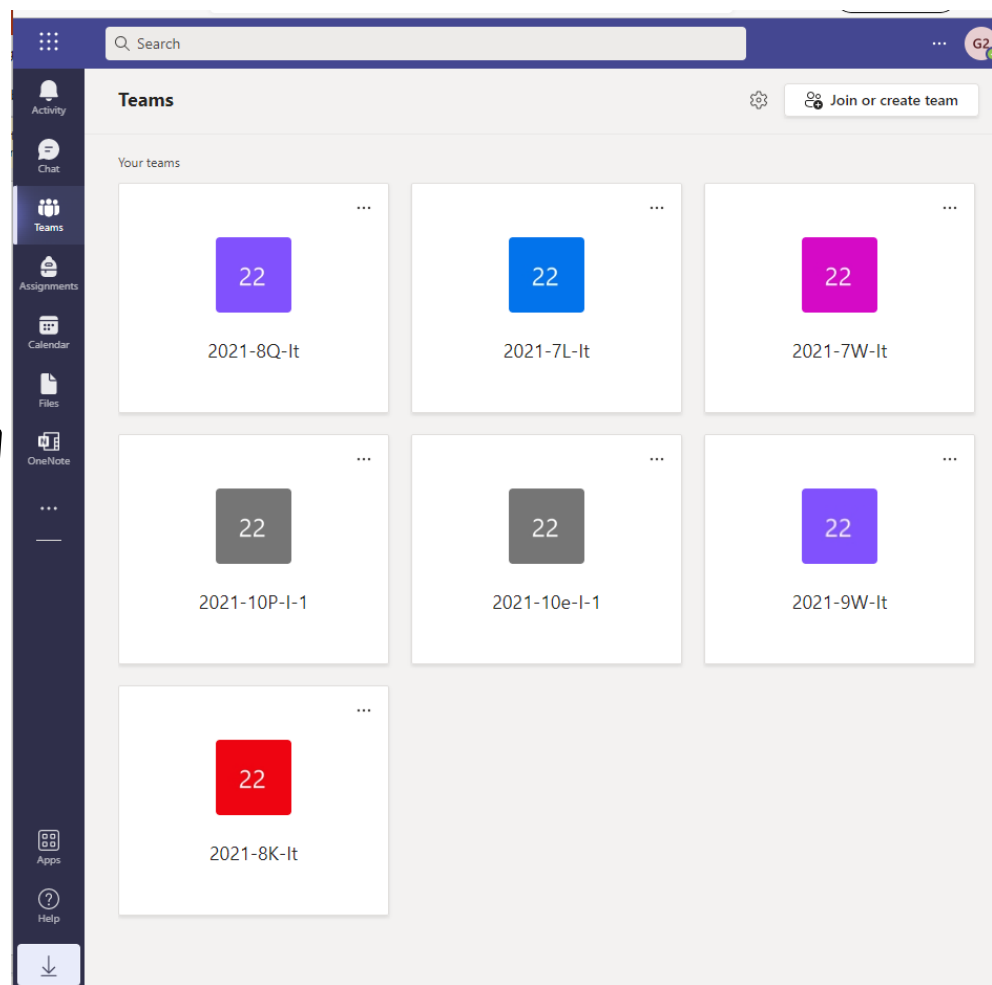 Search
G2
Activity
Chat
Teams
Assignments
Calendar
Files
OneNote
Apps
Help
Teams
Join or create team
Your teams
22
2021-8Q-It
22
2021-7L-It
22
2021-7W-It
22
2021-10P-I-1
22
2021-10e-I-1
22
2021-9W-It
22
2021-8K-It